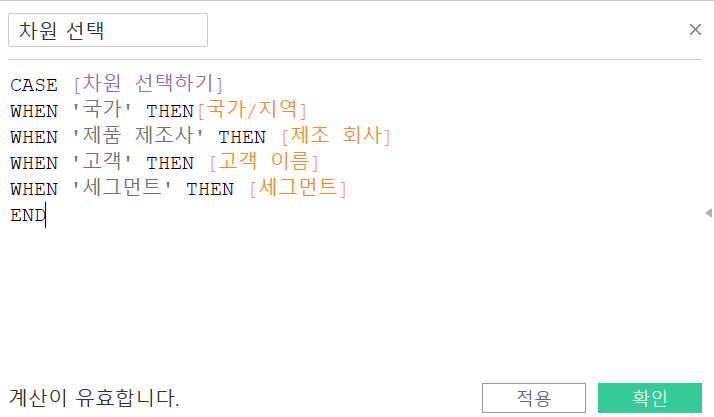 차원 선택
CASE [차원 선택하기]
WHEN '국가' THEN[국가/지역]
WHEN '제품 제조사' THEN [제조 회사]
WHEN '고객' THEN [고객 이름]
WHEN '세그먼트' THEN [세그먼트]
END
계산이 유효합니다. 적용 확인